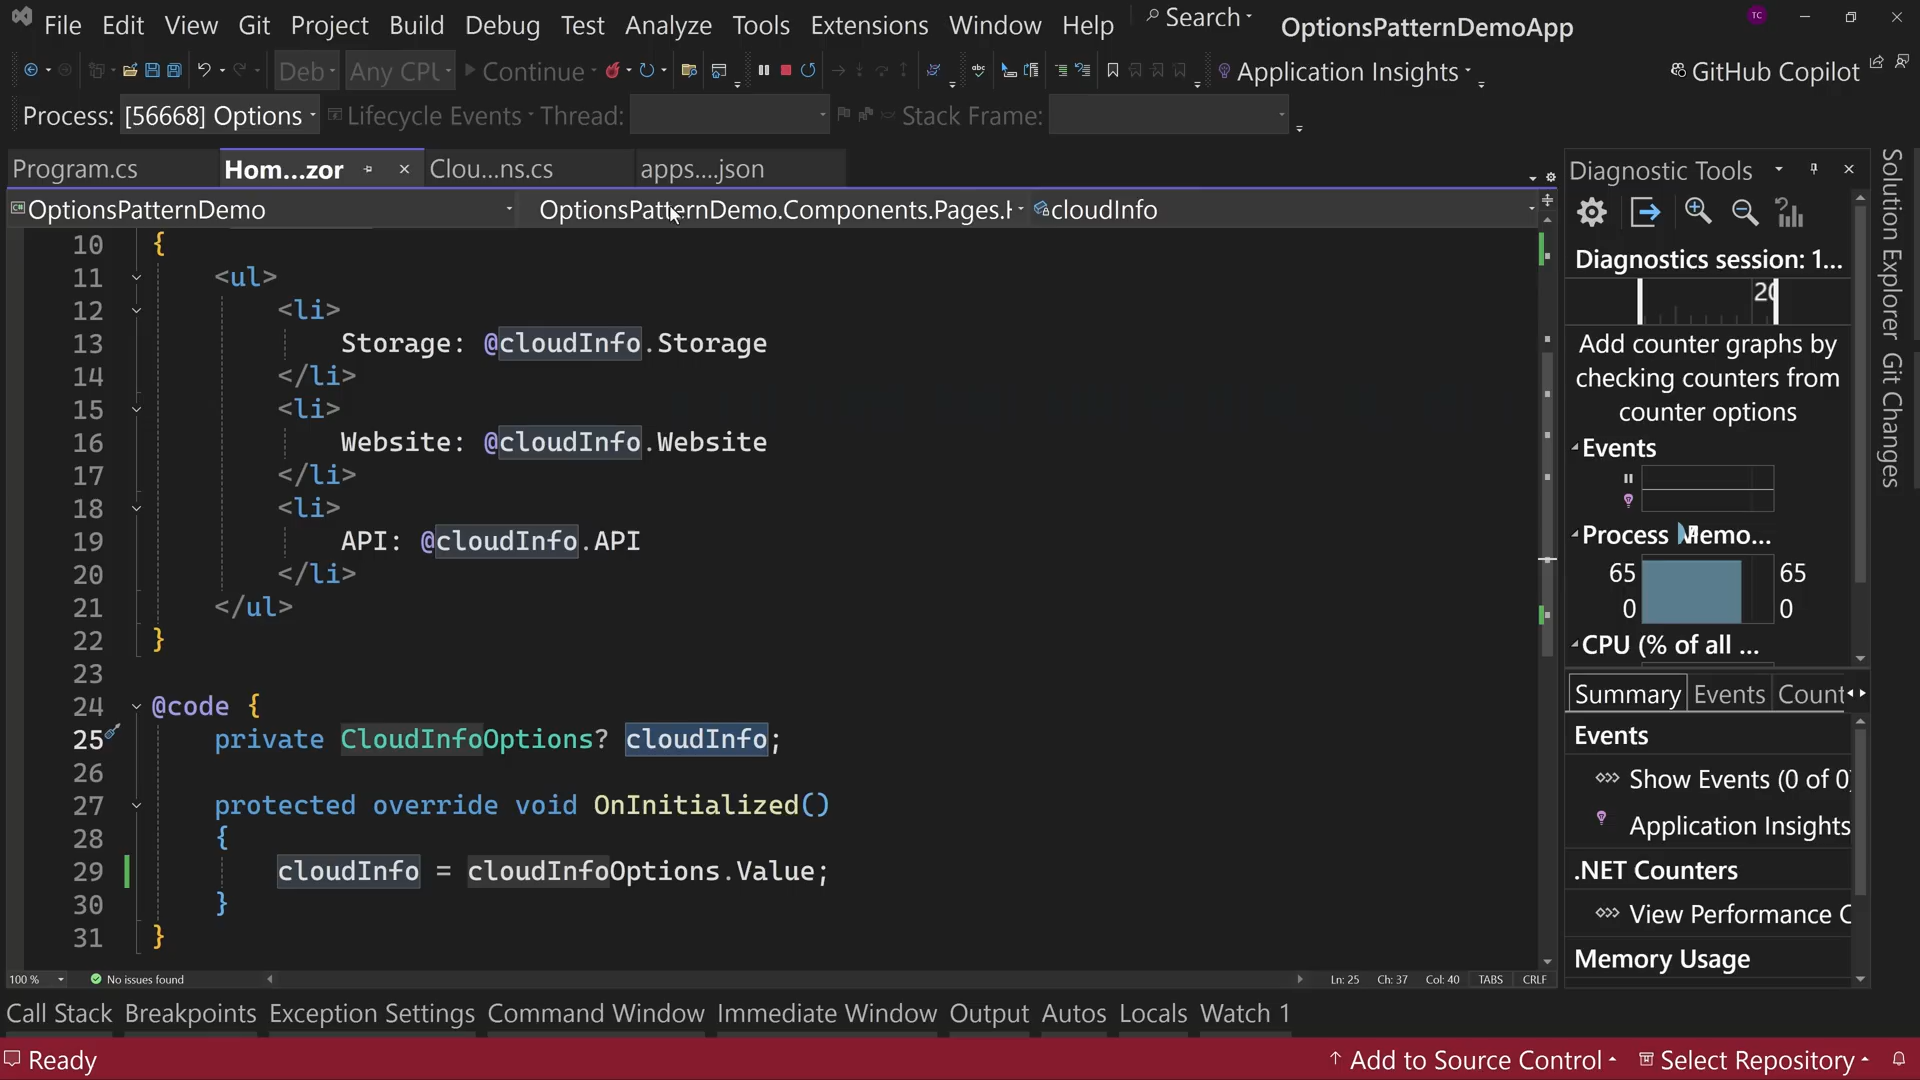 File Edit View Git Project Build Debug Test Analyze Tools Extensions Window Help Search OptionsPatternDemoApp TC
Deb Any CPU Continue Application Insights GitHub Copilot
Process: [56668] Options Lifecycle Events Thread: Stack Frame:
Program.cs Hom...zor Clou...ns.cs apps....json
OptionsPatternDemo OptionsPatternDemo.Components.Pages.H cloudInfo
10 {
11 <ul>
12 <li>
13 Storage: @cloudInfo.Storage
14 </li>
15 <li>
16 Website: @cloudInfo.Website
17 </li>
18 <li>
19 API: @cloudInfo.API
20 </li>
21 </ul>
22 }
23
24 @code {
25 private CloudInfoOptions? cloudInfo;
26
27 protected override void OnInitialized()
28 {
29 cloudInfo = cloudInfoOptions.Value;
30 }
31 }
100 % No issues found Ln: 25 Ch: 37 Col: 40 TABS CRLF
Diagnostic Tools
Diagnostics session: 1...
20
Add counter graphs by
checking counters from
counter options
Events
Process Memo...
65 65
0 0
CPU (% of all ...
Summary Events Count
Events
Show Events (0 of 0)
Application Insights
.NET Counters
View Performance C
Memory Usage
Solution Explorer
Git Changes
Call Stack Breakpoints Exception Settings Command Window Immediate Window Output Autos Locals Watch 1
Ready Add to Source Control Select Repository